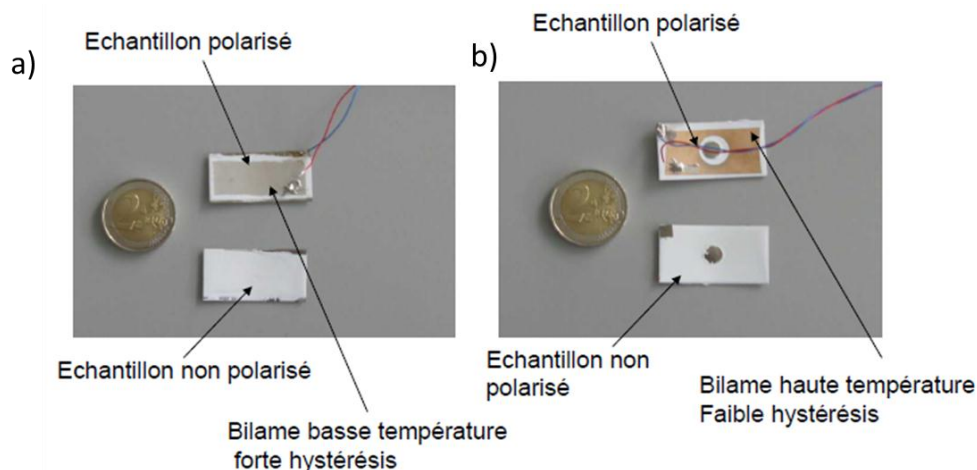 a)
Echantillon polarisé
Echantillon non polarisé
Bilame basse température
forte hystérésis
b)
Echantillon polarisé
Echantillon non
polarisé
Bilame haute température
Faible hystérésis